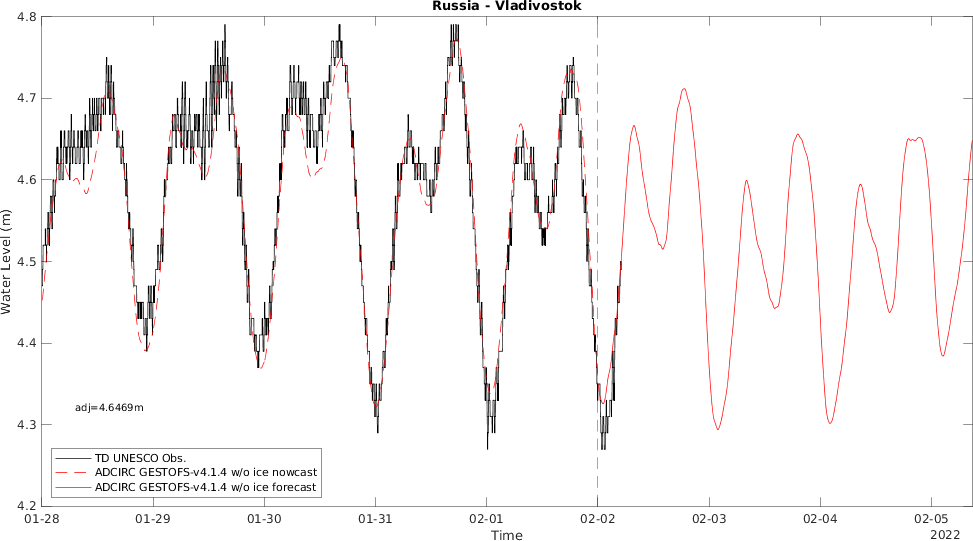 Russia - Vladivostok
4.8
4.7
4.6
4.5
4.4
4.3
4.2
Water Level (m)
adj=4.6469m
TD UNESCO Obs.
ADCIRC GESTOFS-v4.1.4 w/o ice nowcast
ADCIRC GESTOFS-v4.1.4 w/o ice forecast
01-28 01-29 01-30 01-31 02-01 02-02 02-03 02-04 02-05
Time
2022